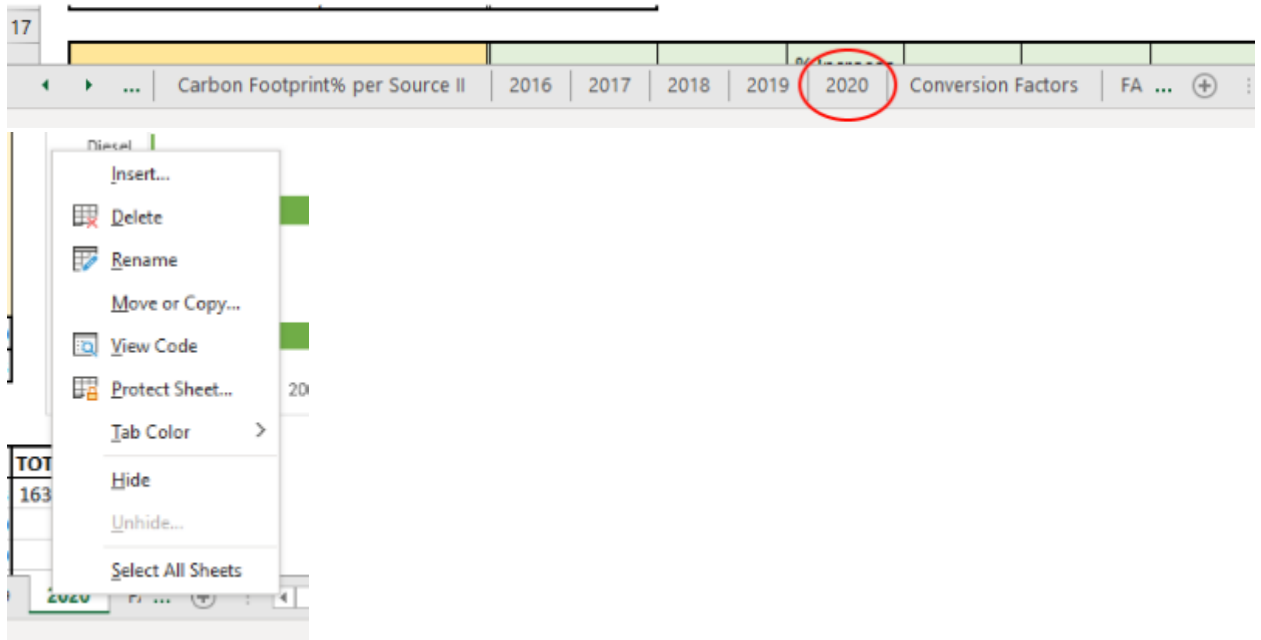 17
% Increase
... Carbon Footprint% per Source II 2016 2017 2018 2019 2020 Conversion Factors FA ...
Diesel
Insert...
Delete
Rename
Move or Copy...
View Code
Protect Sheet...
20
Tab Color
TOT
Hide
163
Unhide...
Select All Sheets
2020 ...